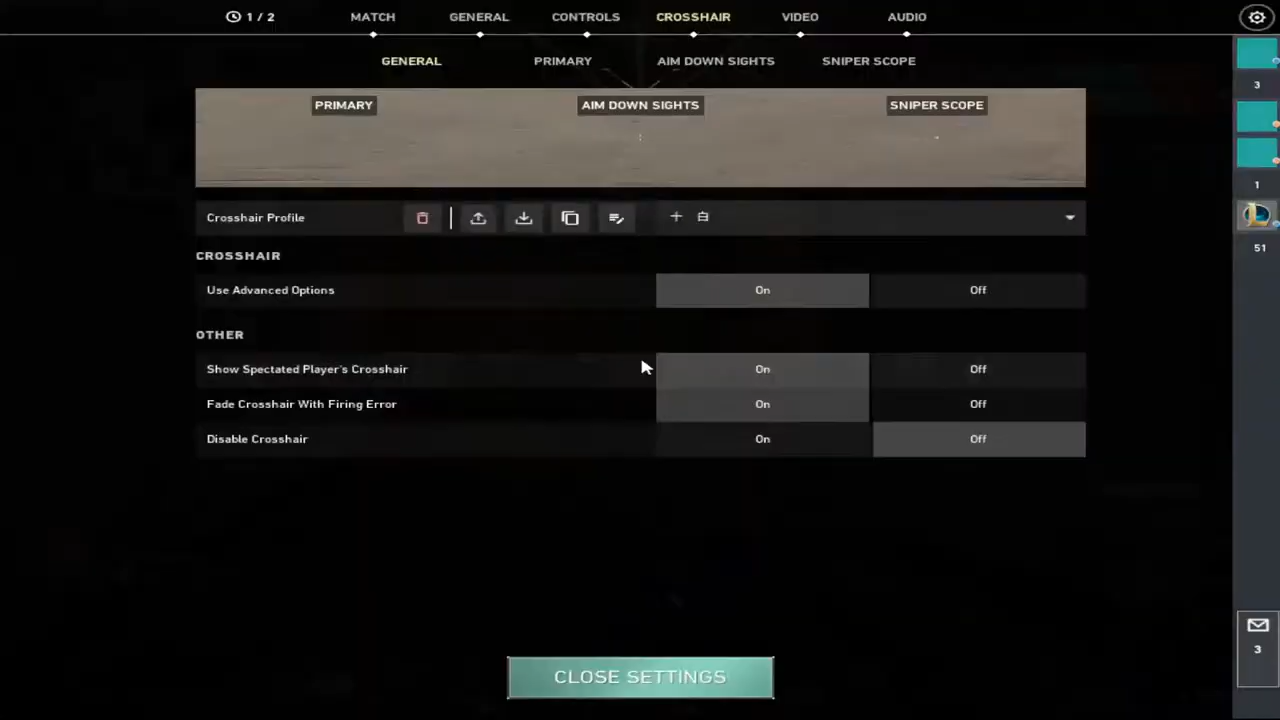 1 / 2
MATCH
GENERAL
CONTROLS
CROSSHAIR
VIDEO
AUDIO
GENERAL
PRIMARY
AIM DOWN SIGHTS
SNIPER SCOPE
PRIMARY
AIM DOWN SIGHTS
SNIPER SCOPE
Crosshair Profile
十 白
CROSSHAIR
Use Advanced Options
On
Off
OTHER
Show Spectated Player's Crosshair
On
Off
Fade Crosshair With Firing Error
On
Off
Disable Crosshair
On
Off
CLOSE SETTINGS
3
1
51
3